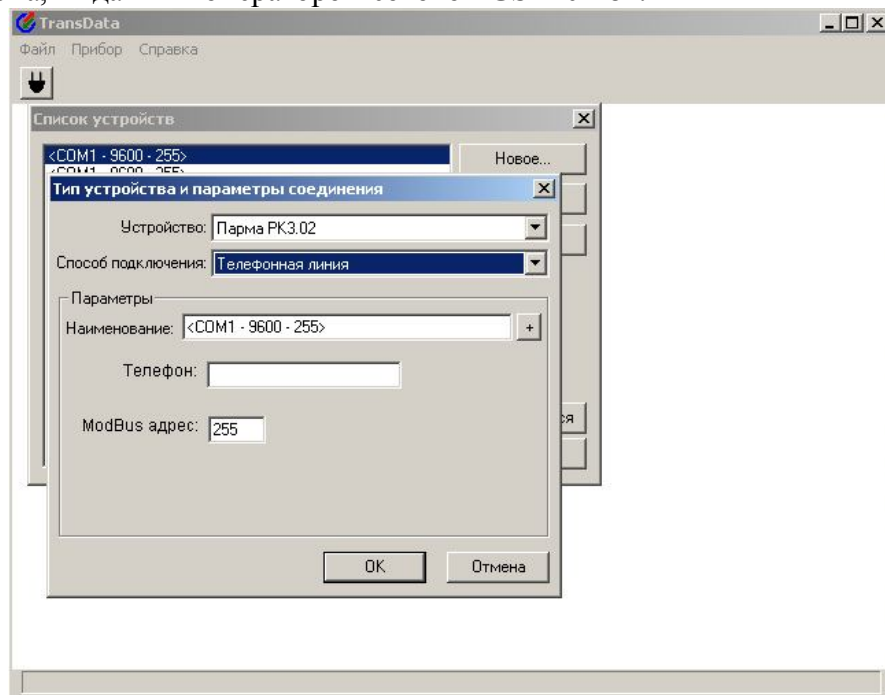 TransData
Файл Прибор Справка
Список устройств
<COM1 - 9600 - 255>
Новое...
Тип устройства и параметры соединения
Устройство: Парма РК3.02
Способ подключения: Телефонная линия
Параметры
Наименование: <COM1 - 9600 - 255>
+
Телефон:
ModBus адрес: 255
ся
OK
Отмена